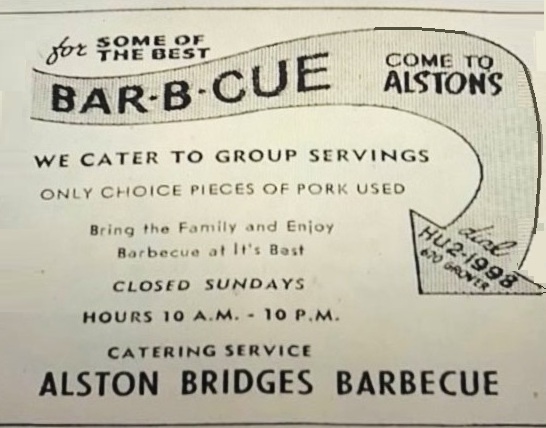 for SOME OF
THE BEST
BAR-B-CUE
COME TO
ALSTONS
WE CATER TO GROUP SERVINGS
ONLY CHOICE PIECES OF PORK USED
Bring the Family and Enjoy
Barbecue at It's Best
dial
HU2-1998
670 GROVER
CLOSED SUNDAYS
HOURS 10 A.M. - 10 P.M.
CATERING SERVICE
ALSTON BRIDGES BARBECUE